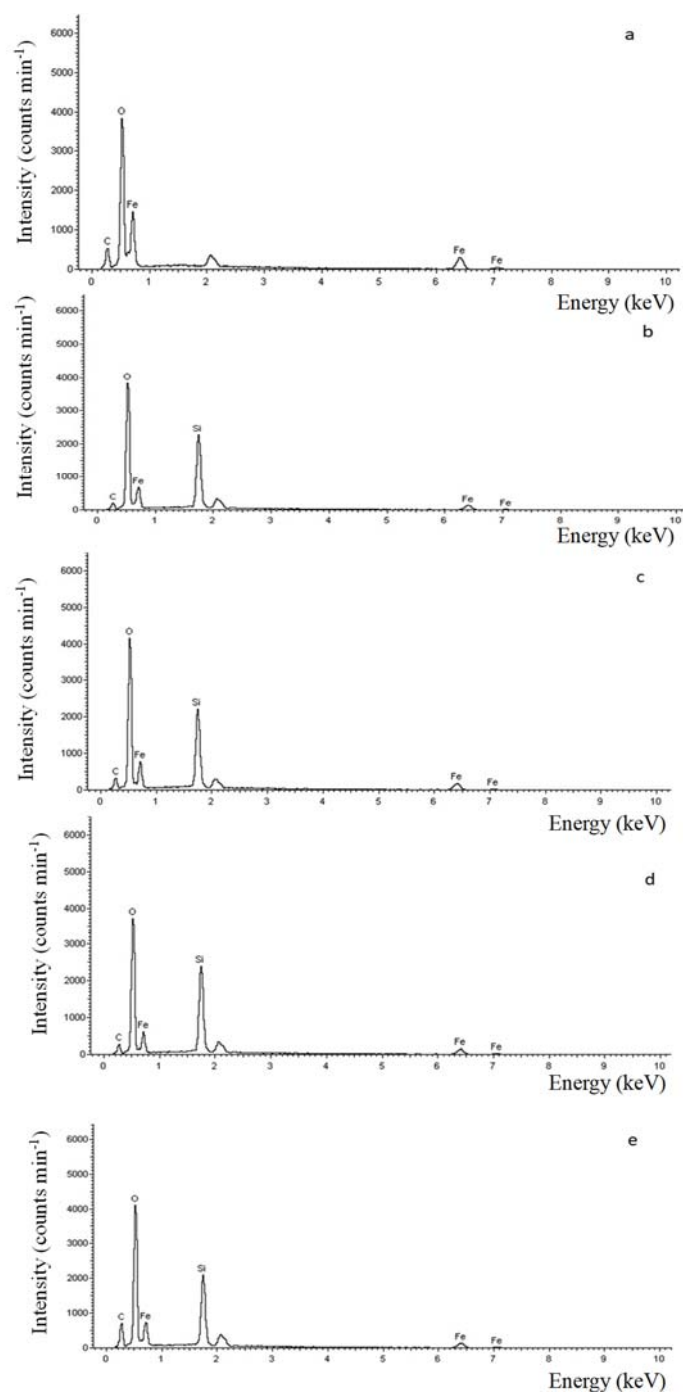 a
Intensity (counts min⁻¹)
6000
5000
4000
3000
2000
1000
0
C
O
Fe
Fe
Fe
0 1 2 3 4 5 6 7 8 9 10
Energy (keV)
b
Intensity (counts min⁻¹)
6000
5000
4000
3000
2000
1000
0
C
O
Fe
Si
Fe
Fe
0 1 2 3 4 5 6 7 8 9 10
Energy (keV)
c
Intensity (counts min⁻¹)
6000
5000
4000
3000
2000
1000
0
C
O
Fe
Si
Fe
Fe
0 1 2 3 4 5 6 7 8 9 10
Energy (keV)
d
Intensity (counts min⁻¹)
6000
5000
4000
3000
2000
1000
0
C
O
Fe
Si
Fe
Fe
0 1 2 3 4 5 6 7 8 9 10
Energy (keV)
e
Intensity (counts min⁻¹)
6000
5000
4000
3000
2000
1000
0
C
O
Fe
Si
Fe
Fe
0 1 2 3 4 5 6 7 8 9 10
Energy (keV)